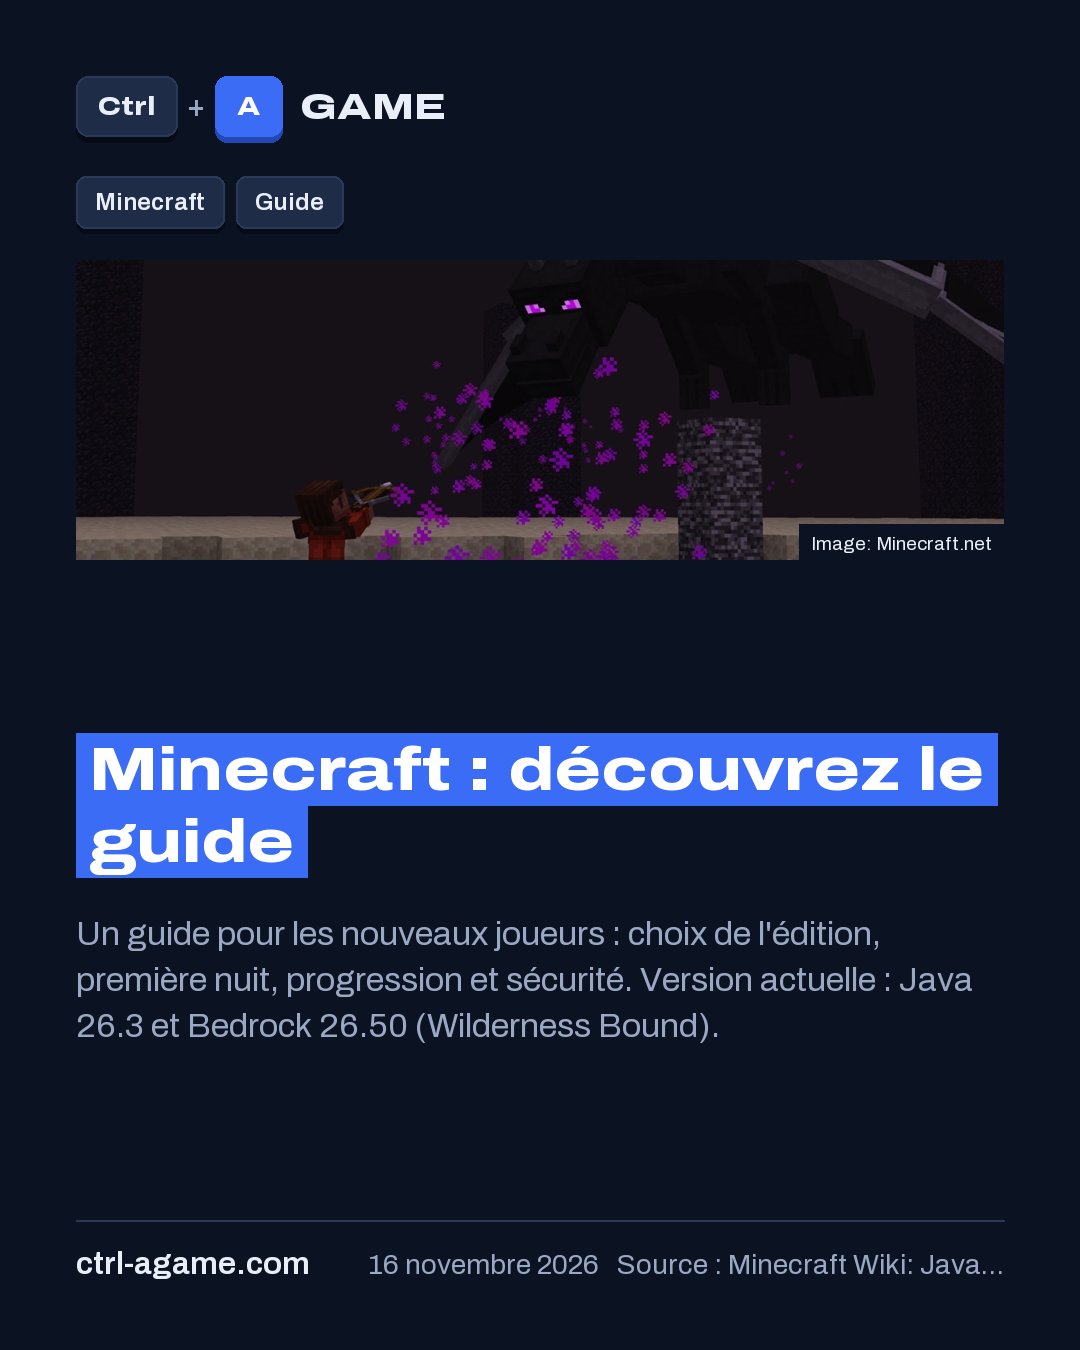 Ctrl + A GAME
Minecraft Guide
Image: Minecraft.net
Minecraft : découvrez le
guide
Un guide pour les nouveaux joueurs : choix de l'édition,
première nuit, progression et sécurité. Version actuelle : Java
26.3 et Bedrock 26.50 (Wilderness Bound).
ctrl-agame.com 16 novembre 2026 Source : Minecraft Wiki: Java...